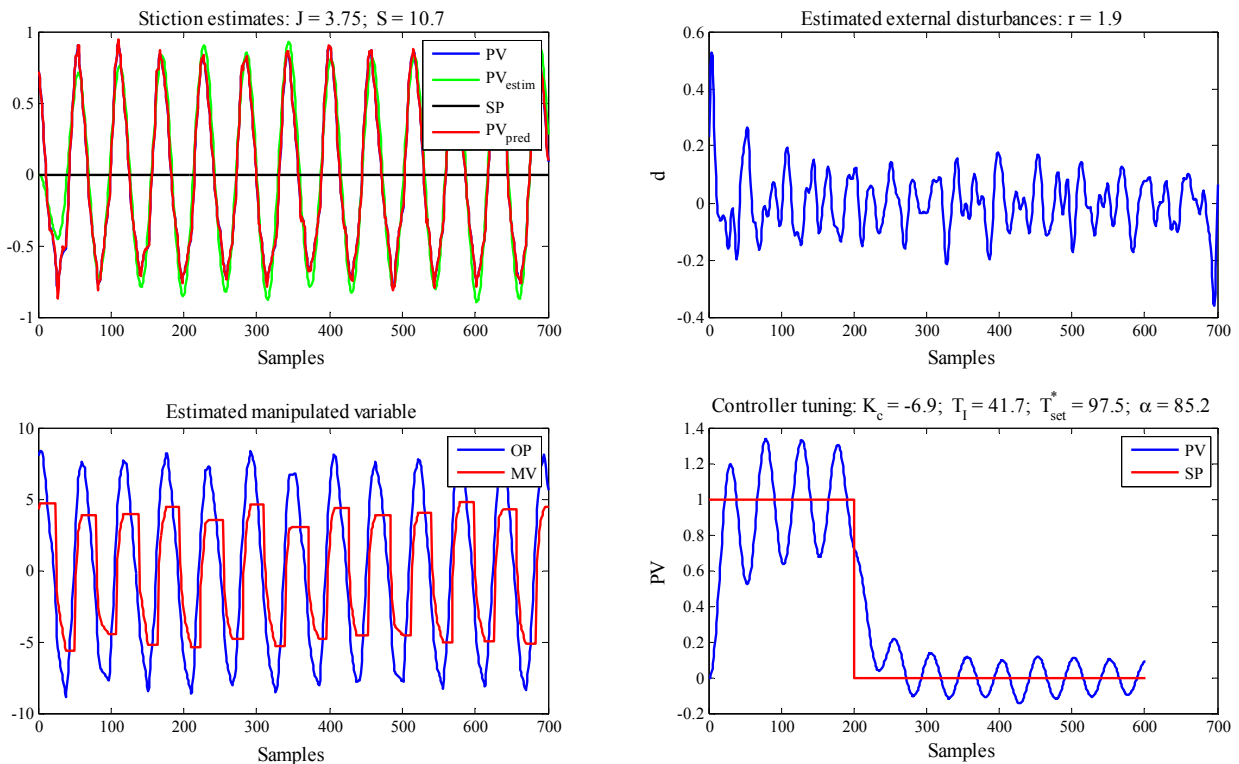 Stiction estimates: J = 3.75; S = 10.7
1
0.5
0
-0.5
-1
0 100 200 300 400 500 600 700
Samples
PV
PVestim
SP
PVpred
Estimated external disturbances: r = 1.9
0.6
0.4
0.2
0
-0.2
-0.4
d
0 100 200 300 400 500 600 700
Samples
Estimated manipulated variable
10
5
0
-5
-10
0 100 200 300 400 500 600 700
Samples
OP
MV
Controller tuning: Kc = -6.9; TI = 41.7; T*set = 97.5; α = 85.2
1.4
1.2
1
0.8
0.6
0.4
0.2
0
-0.2
PV
0 100 200 300 400 500 600 700
Samples
PV
SP